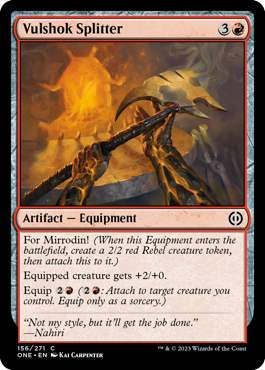 Vulshok Splitter 3
Artifact — Equipment
For Mirrodin! (When this Equipment enters the
battlefield, create a 2/2 red Rebel creature token,
then attach this to it.)
Equipped creature gets +2/+0.
Equip 2 (2: Attach to target creature you
control. Equip only as a sorcery.)
“Not my style, but it'll get the job done.”
—Nahiri
156/271 C
ONE • EN Kai Carpenter
™ & © 2023 Wizards of the Coast